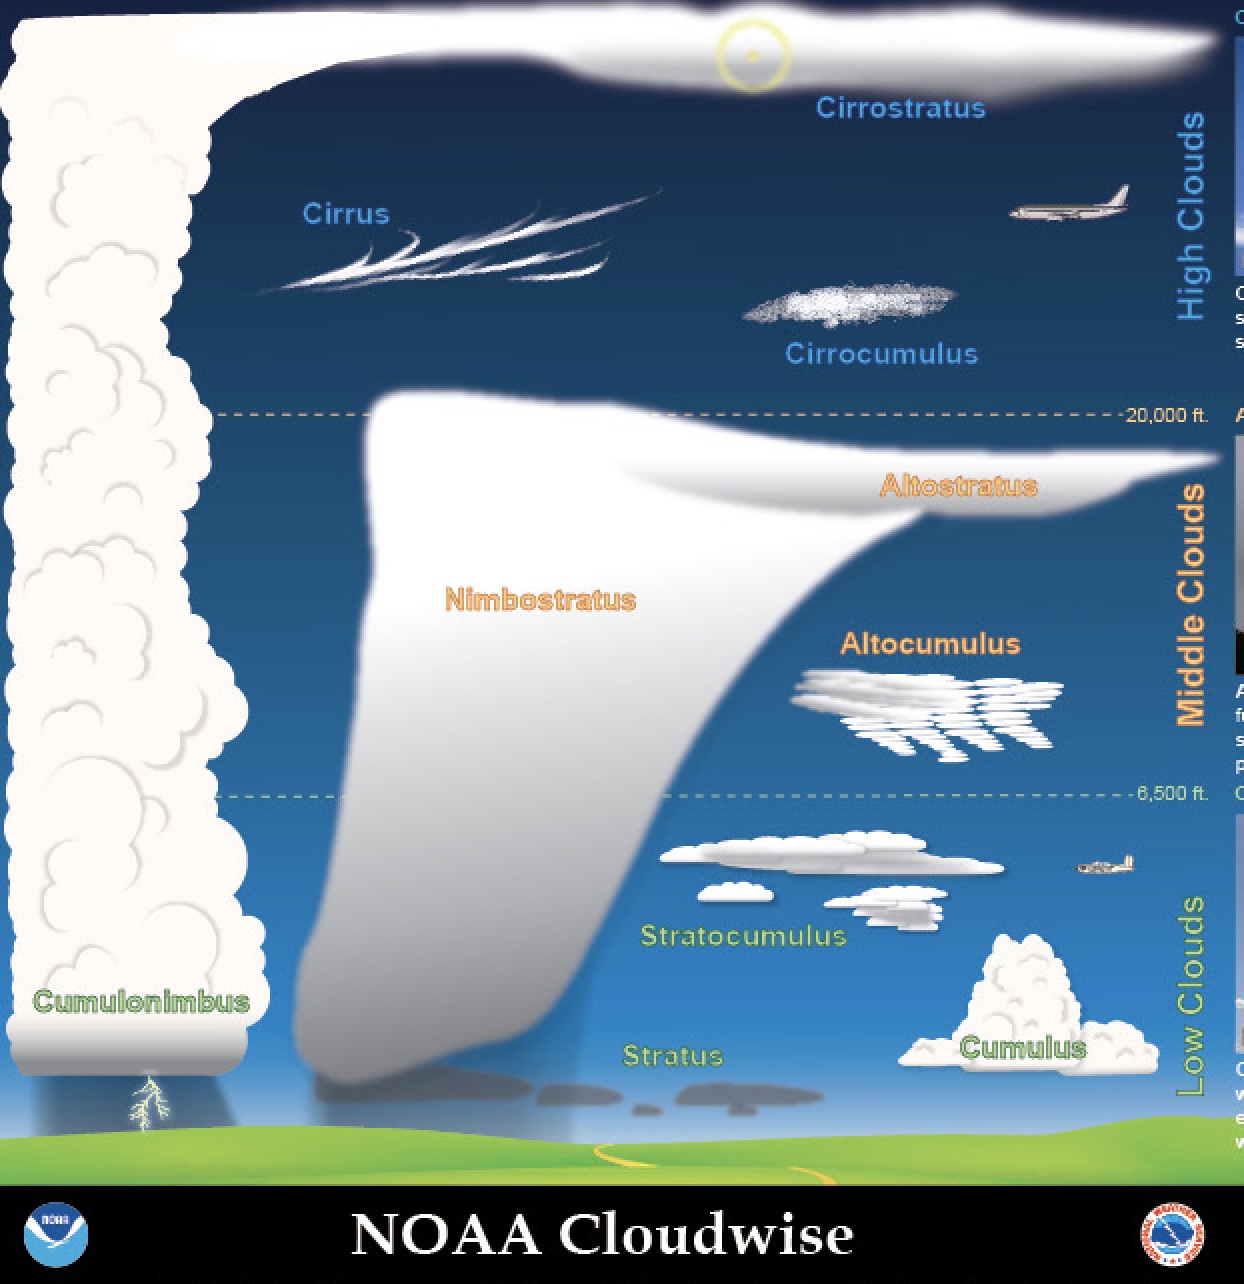 Cirrostratus
Cirrus
High Clouds
Cirrocumulus
20,000 ft.
Altostratus
Nimbostratus
Middle Clouds
Altocumulus
6,500 ft.
Stratocumulus
Low Clouds
Cumulonimbus
Cumulus
Stratus
NOAA
NOAA Cloudwise
NATIONAL WEATHER SERVICE